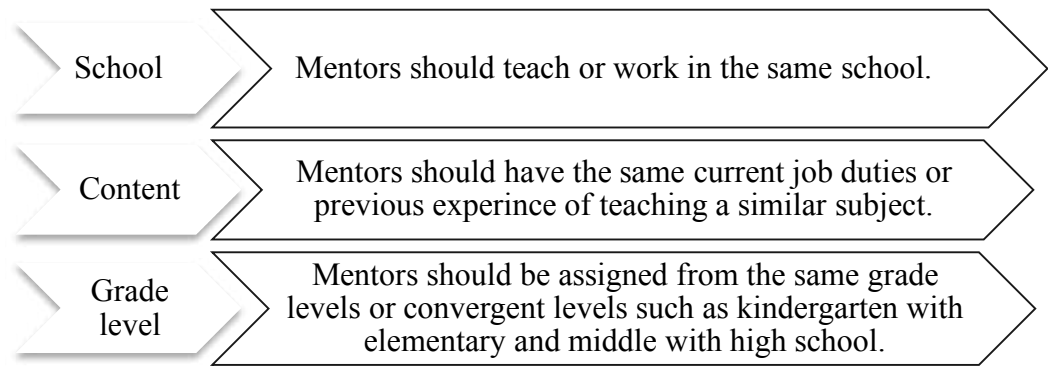 School
Mentors should teach or work in the same school.
Content
Mentors should have the same current job duties or
previous experince of teaching a similar subject.
Grade
level
Mentors should be assigned from the same grade
levels or convergent levels such as kindergarten with
elementary and middle with high school.